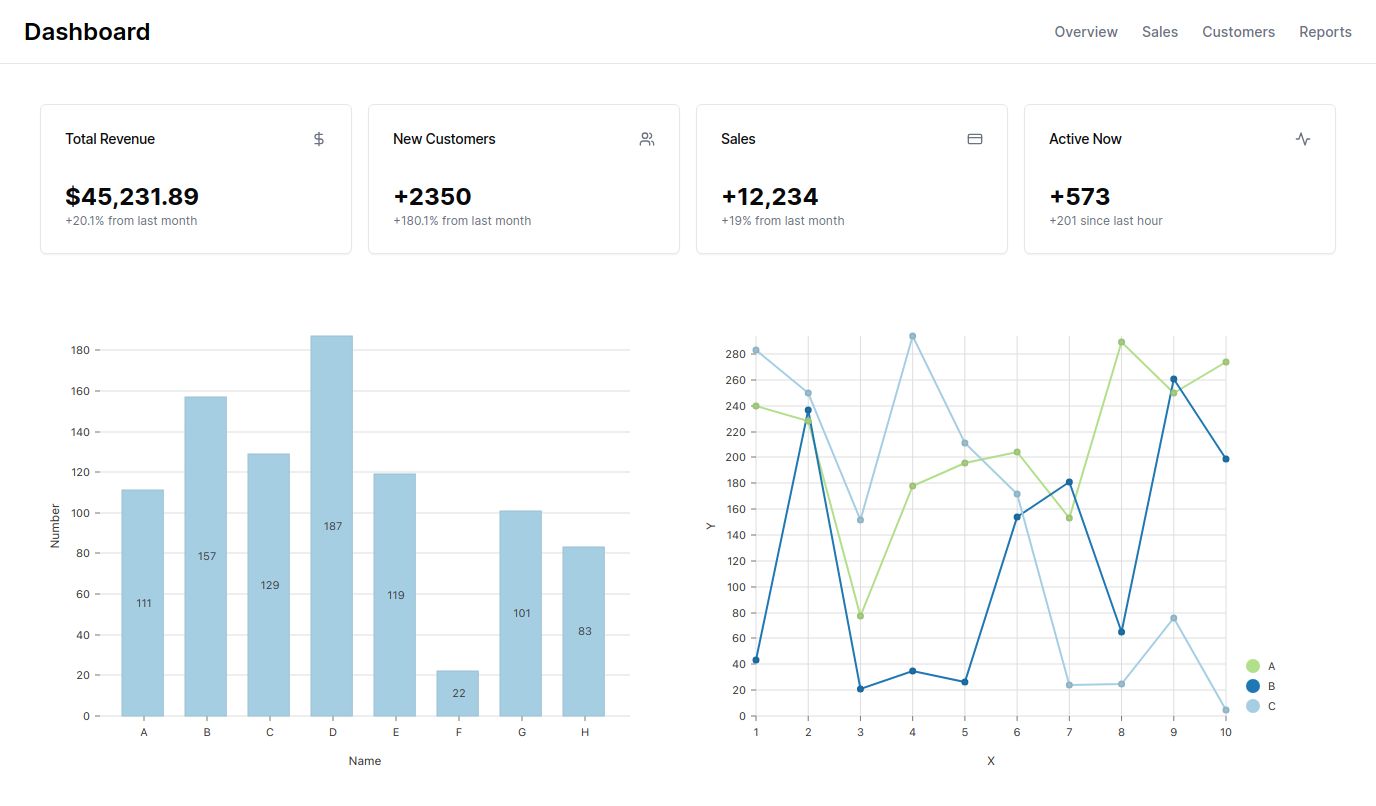 Dashboard
Overview Sales Customers Reports
Total Revenue
$45,231.89
+20.1% from last month
New Customers
+2350
+180.1% from last month
Sales
+12,234
+19% from last month
Active Now
+573
+201 since last hour
180
160
140
120
100
80
60
40
20
0
Number
111
157
129
187
119
22
101
83
A B C D E F G H
Name
280
260
240
220
200
180
160
140
120
100
80
60
40
20
0
Y
1 2 3 4 5 6 7 8 9 10
X
A
B
C